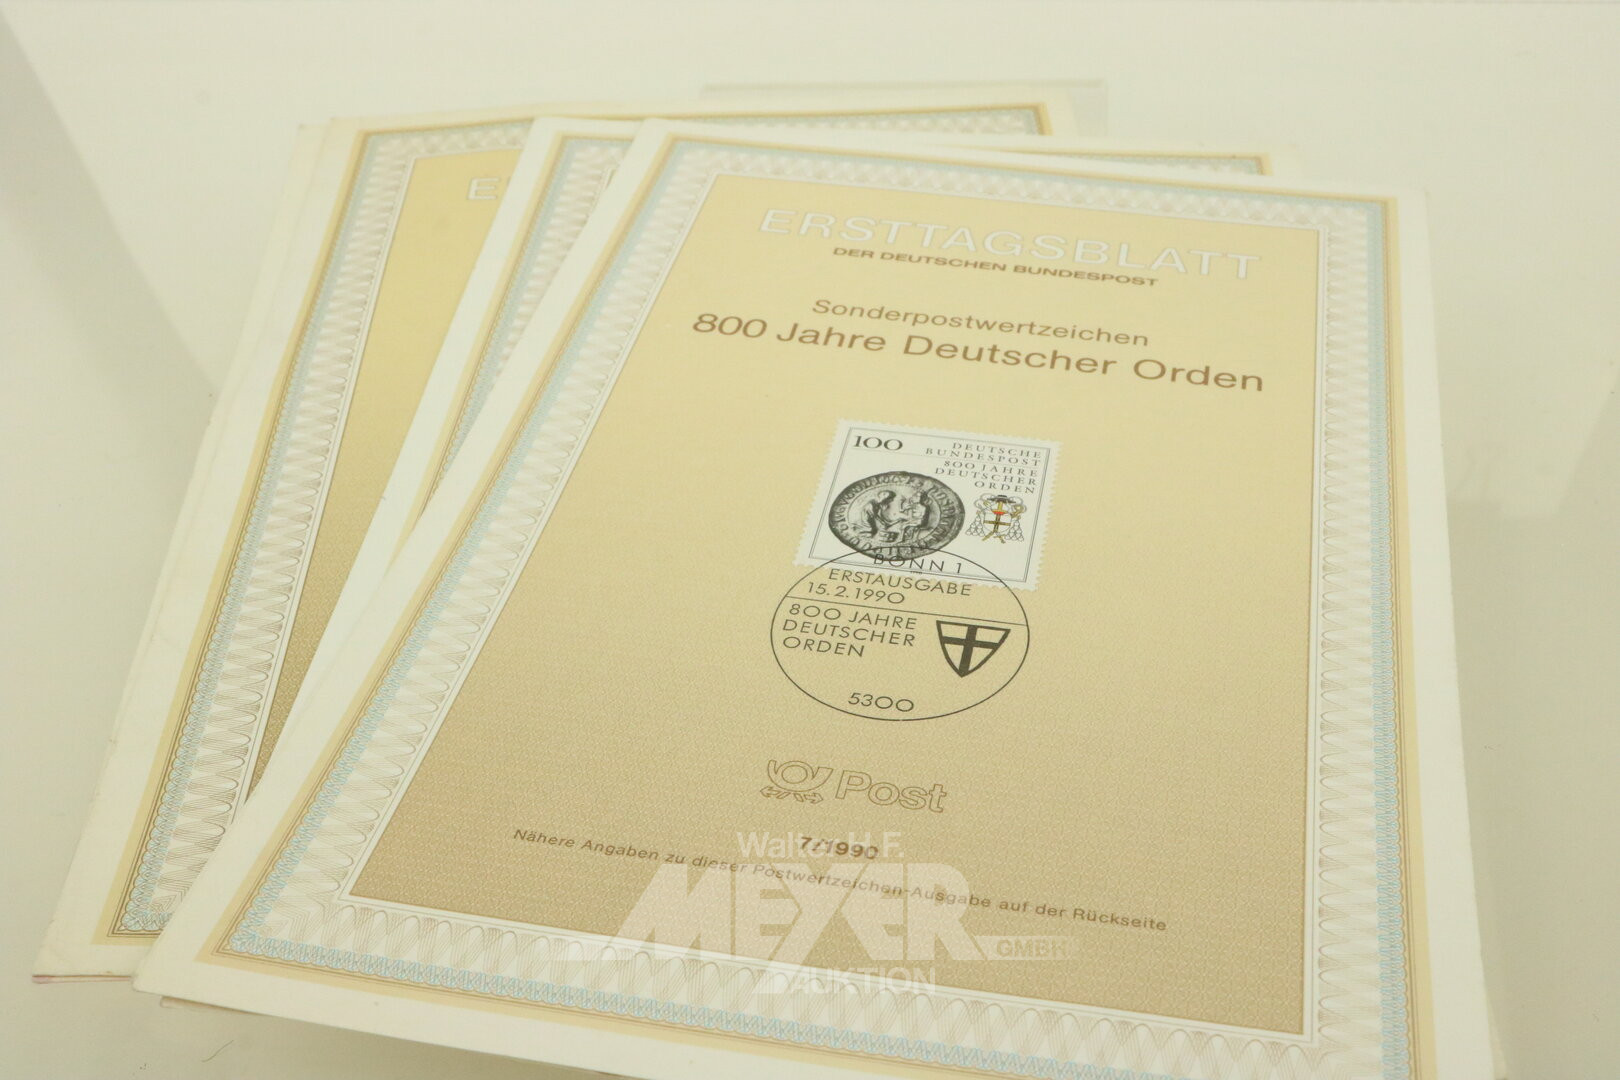 E
ERSTTAGSBLATT
DER DEUTSCHEN BUNDESPOST
Sonderpostwertzeichen
800 Jahre Deutscher Orden
100
DEUTSCHE
BUNDESPOST
800 JAHRE
DEUTSCHER
ORDEN
BONN 1
ERSTAUSGABE
15.2.1990
800 JAHRE
DEUTSCHER
ORDEN
5300
Post
7/1990
Nähere Angaben zu dieser Postwertzeichen-Ausgabe auf der Rückseite
Walter H.F.
MEYER
GMBH
AUKTION